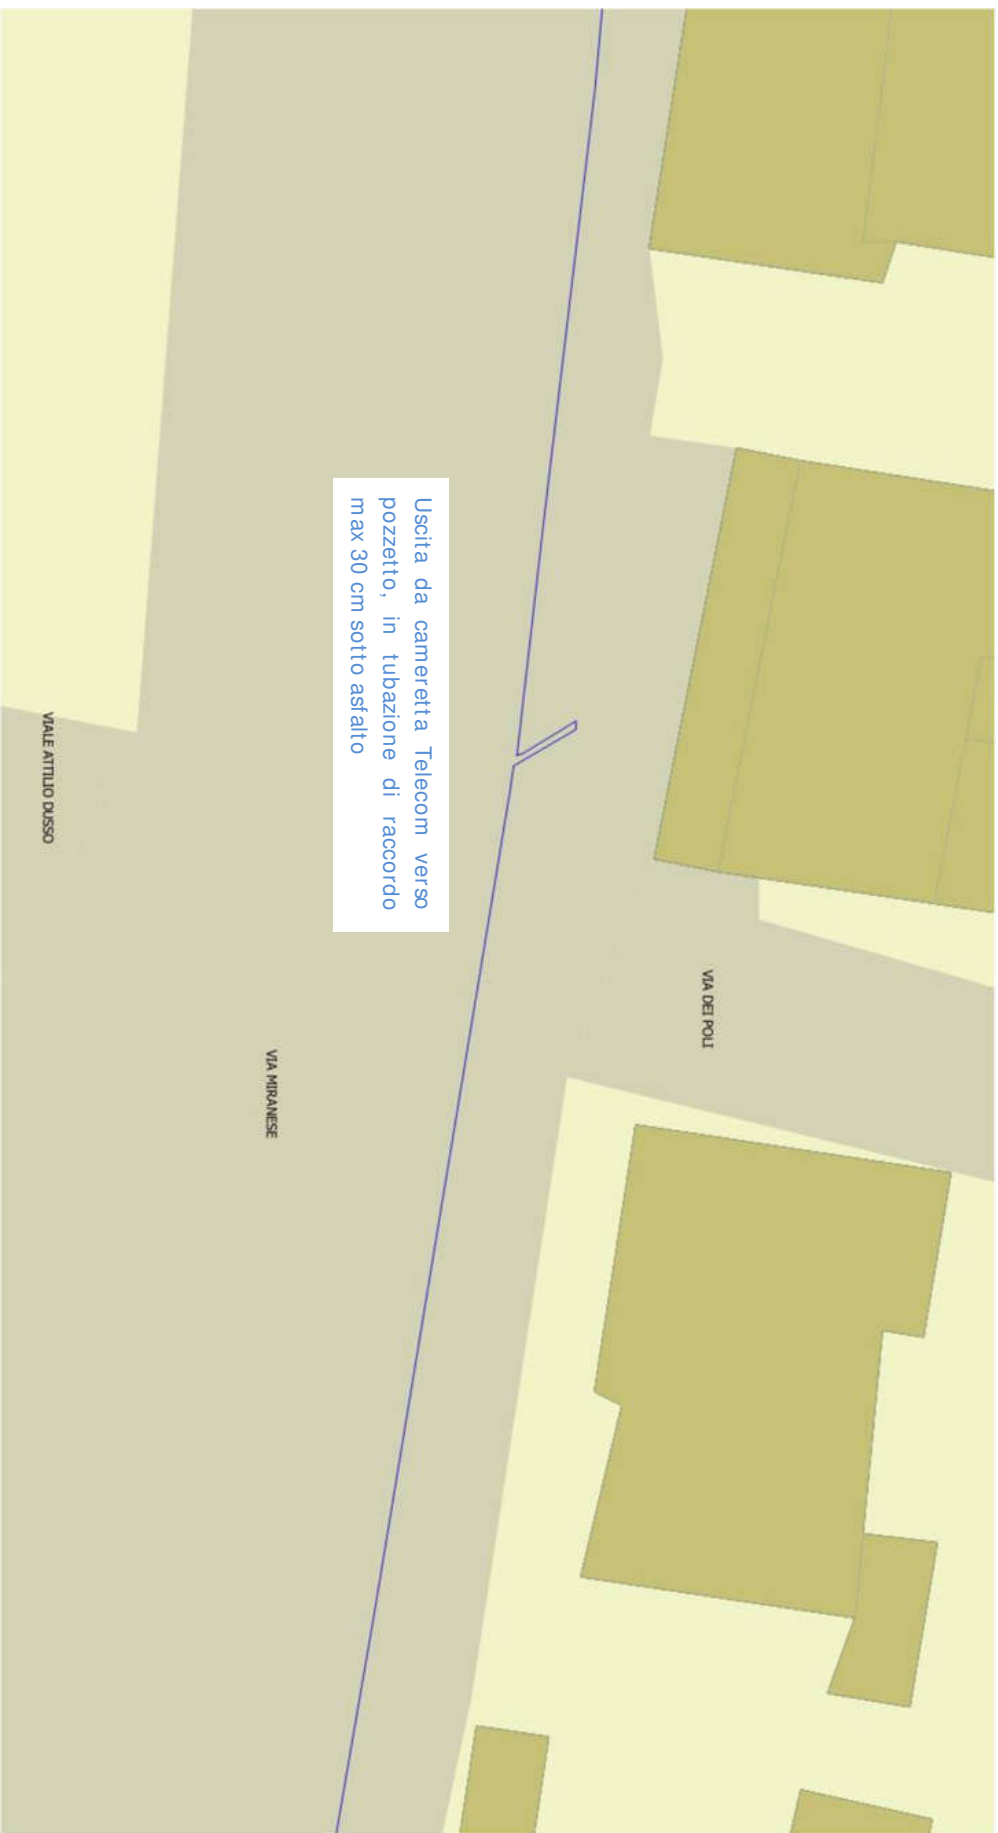 Uscita da cameretta Telecom verso
pozzetto, in tubazione di raccordo
max 30 cm sotto asfalto
VIA DEI POLI
VIA MIRANESE
VIALE ATTILIO DUSSO